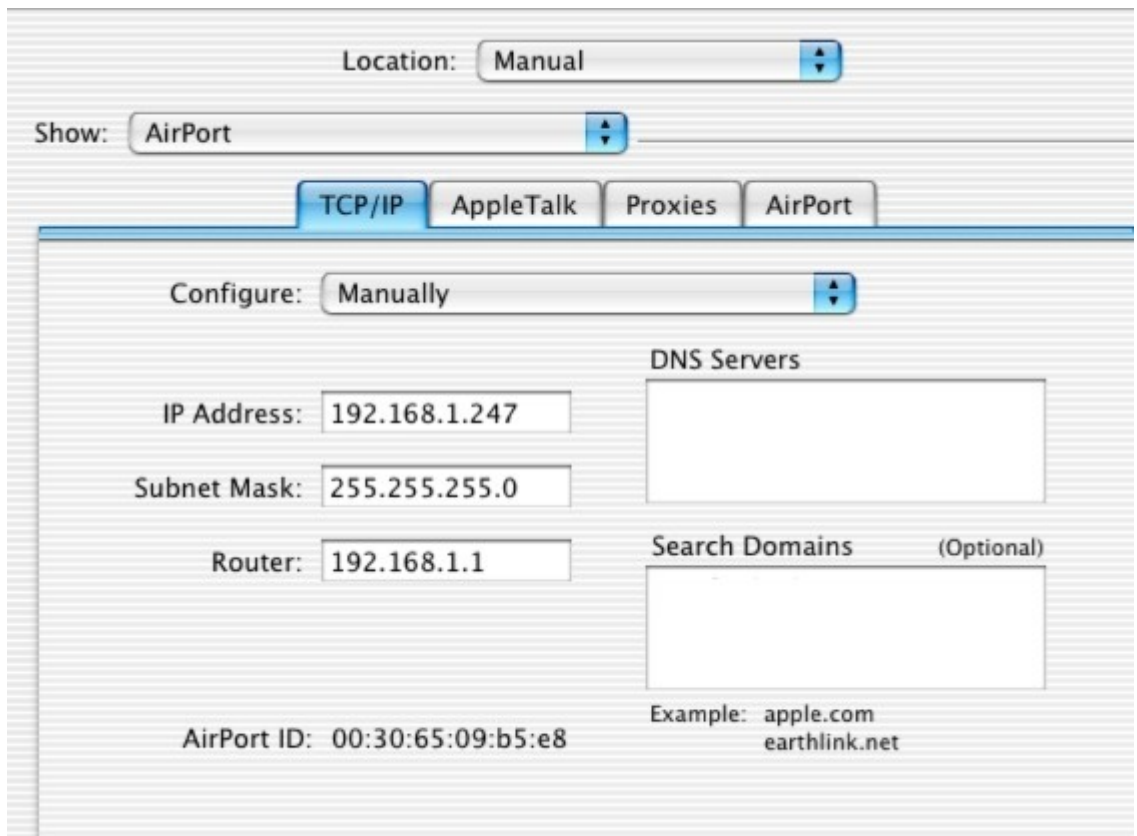 Location: Manual
Show: AirPort
TCP/IP AppleTalk Proxies AirPort
Configure: Manually
DNS Servers
IP Address: 192.168.1.247
Subnet Mask: 255.255.255.0
Router: 192.168.1.1
Search Domains (Optional)
Example: apple.com
earthlink.net
AirPort ID: 00:30:65:09:b5:e8